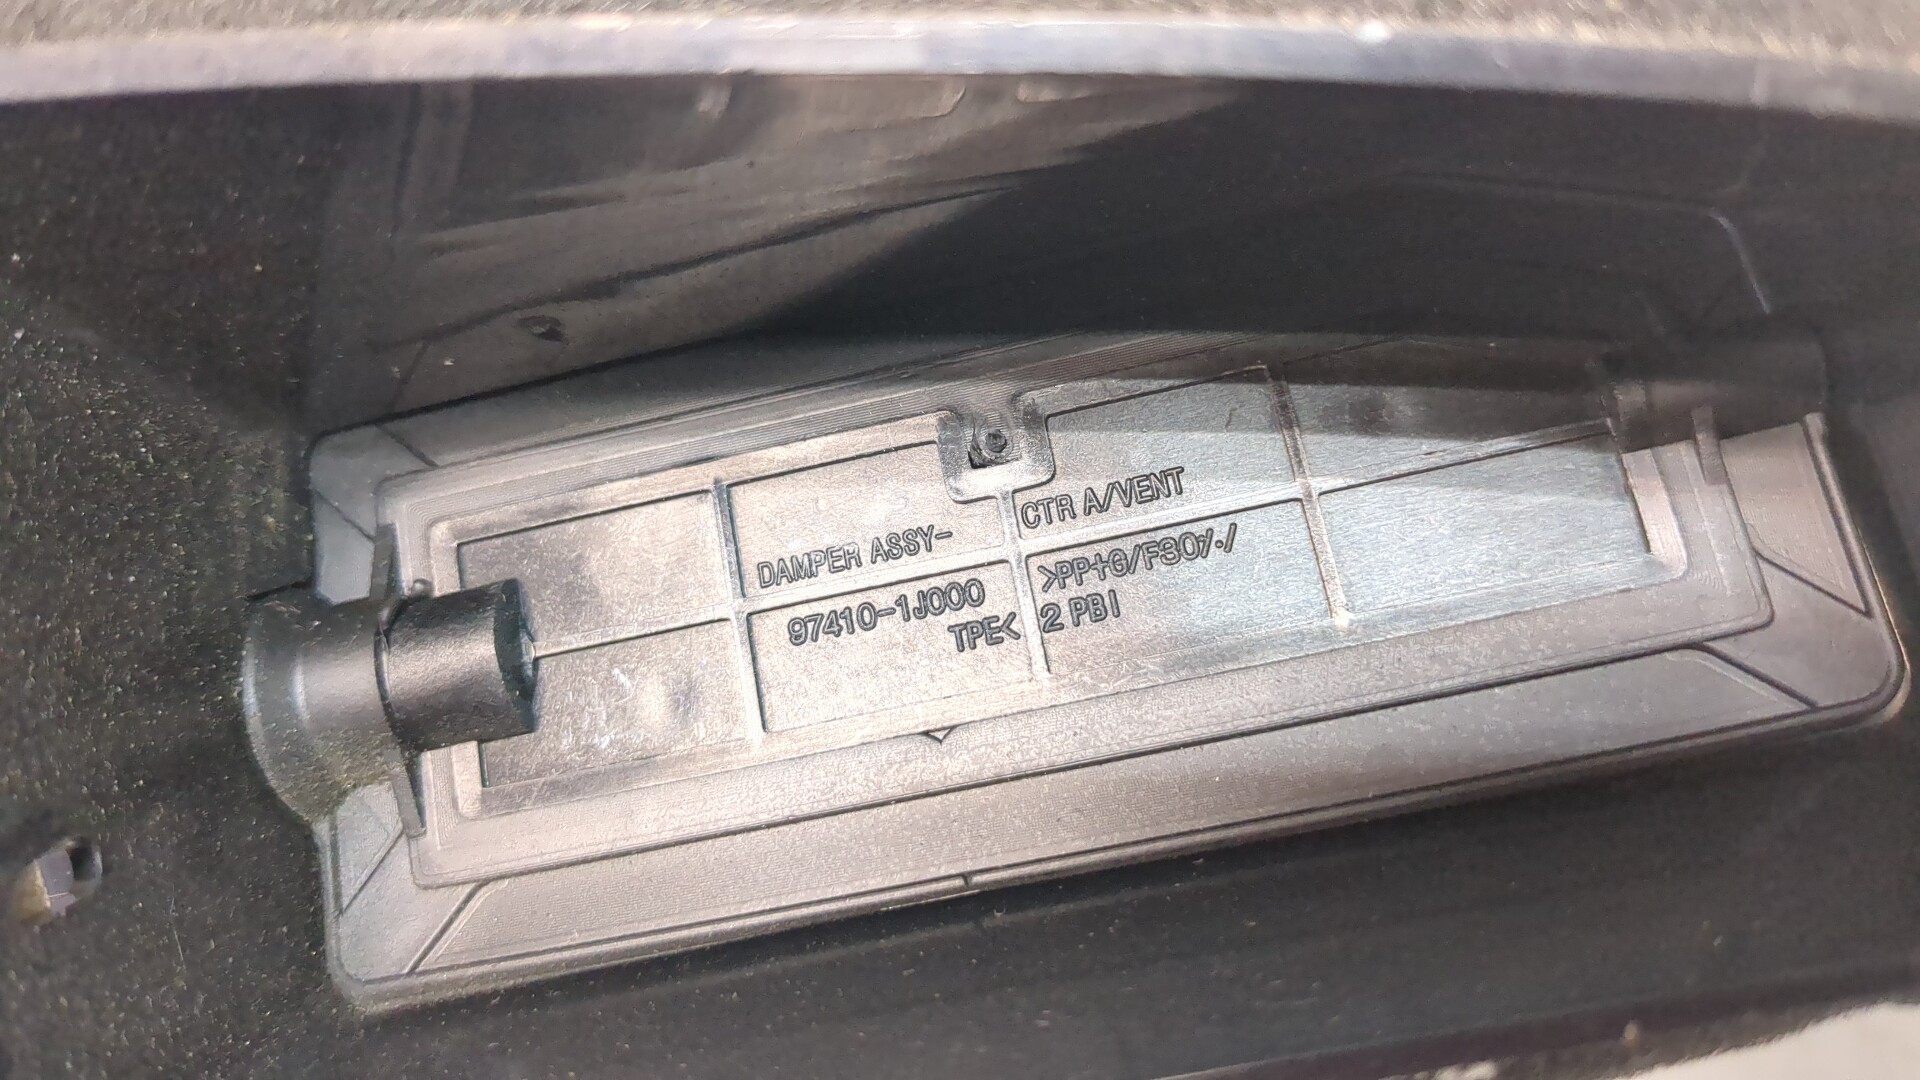 DAMPER ASSY-CTR A/VENT
97410-1J000 >PP+G/F30%/
TPE< 2 PBI